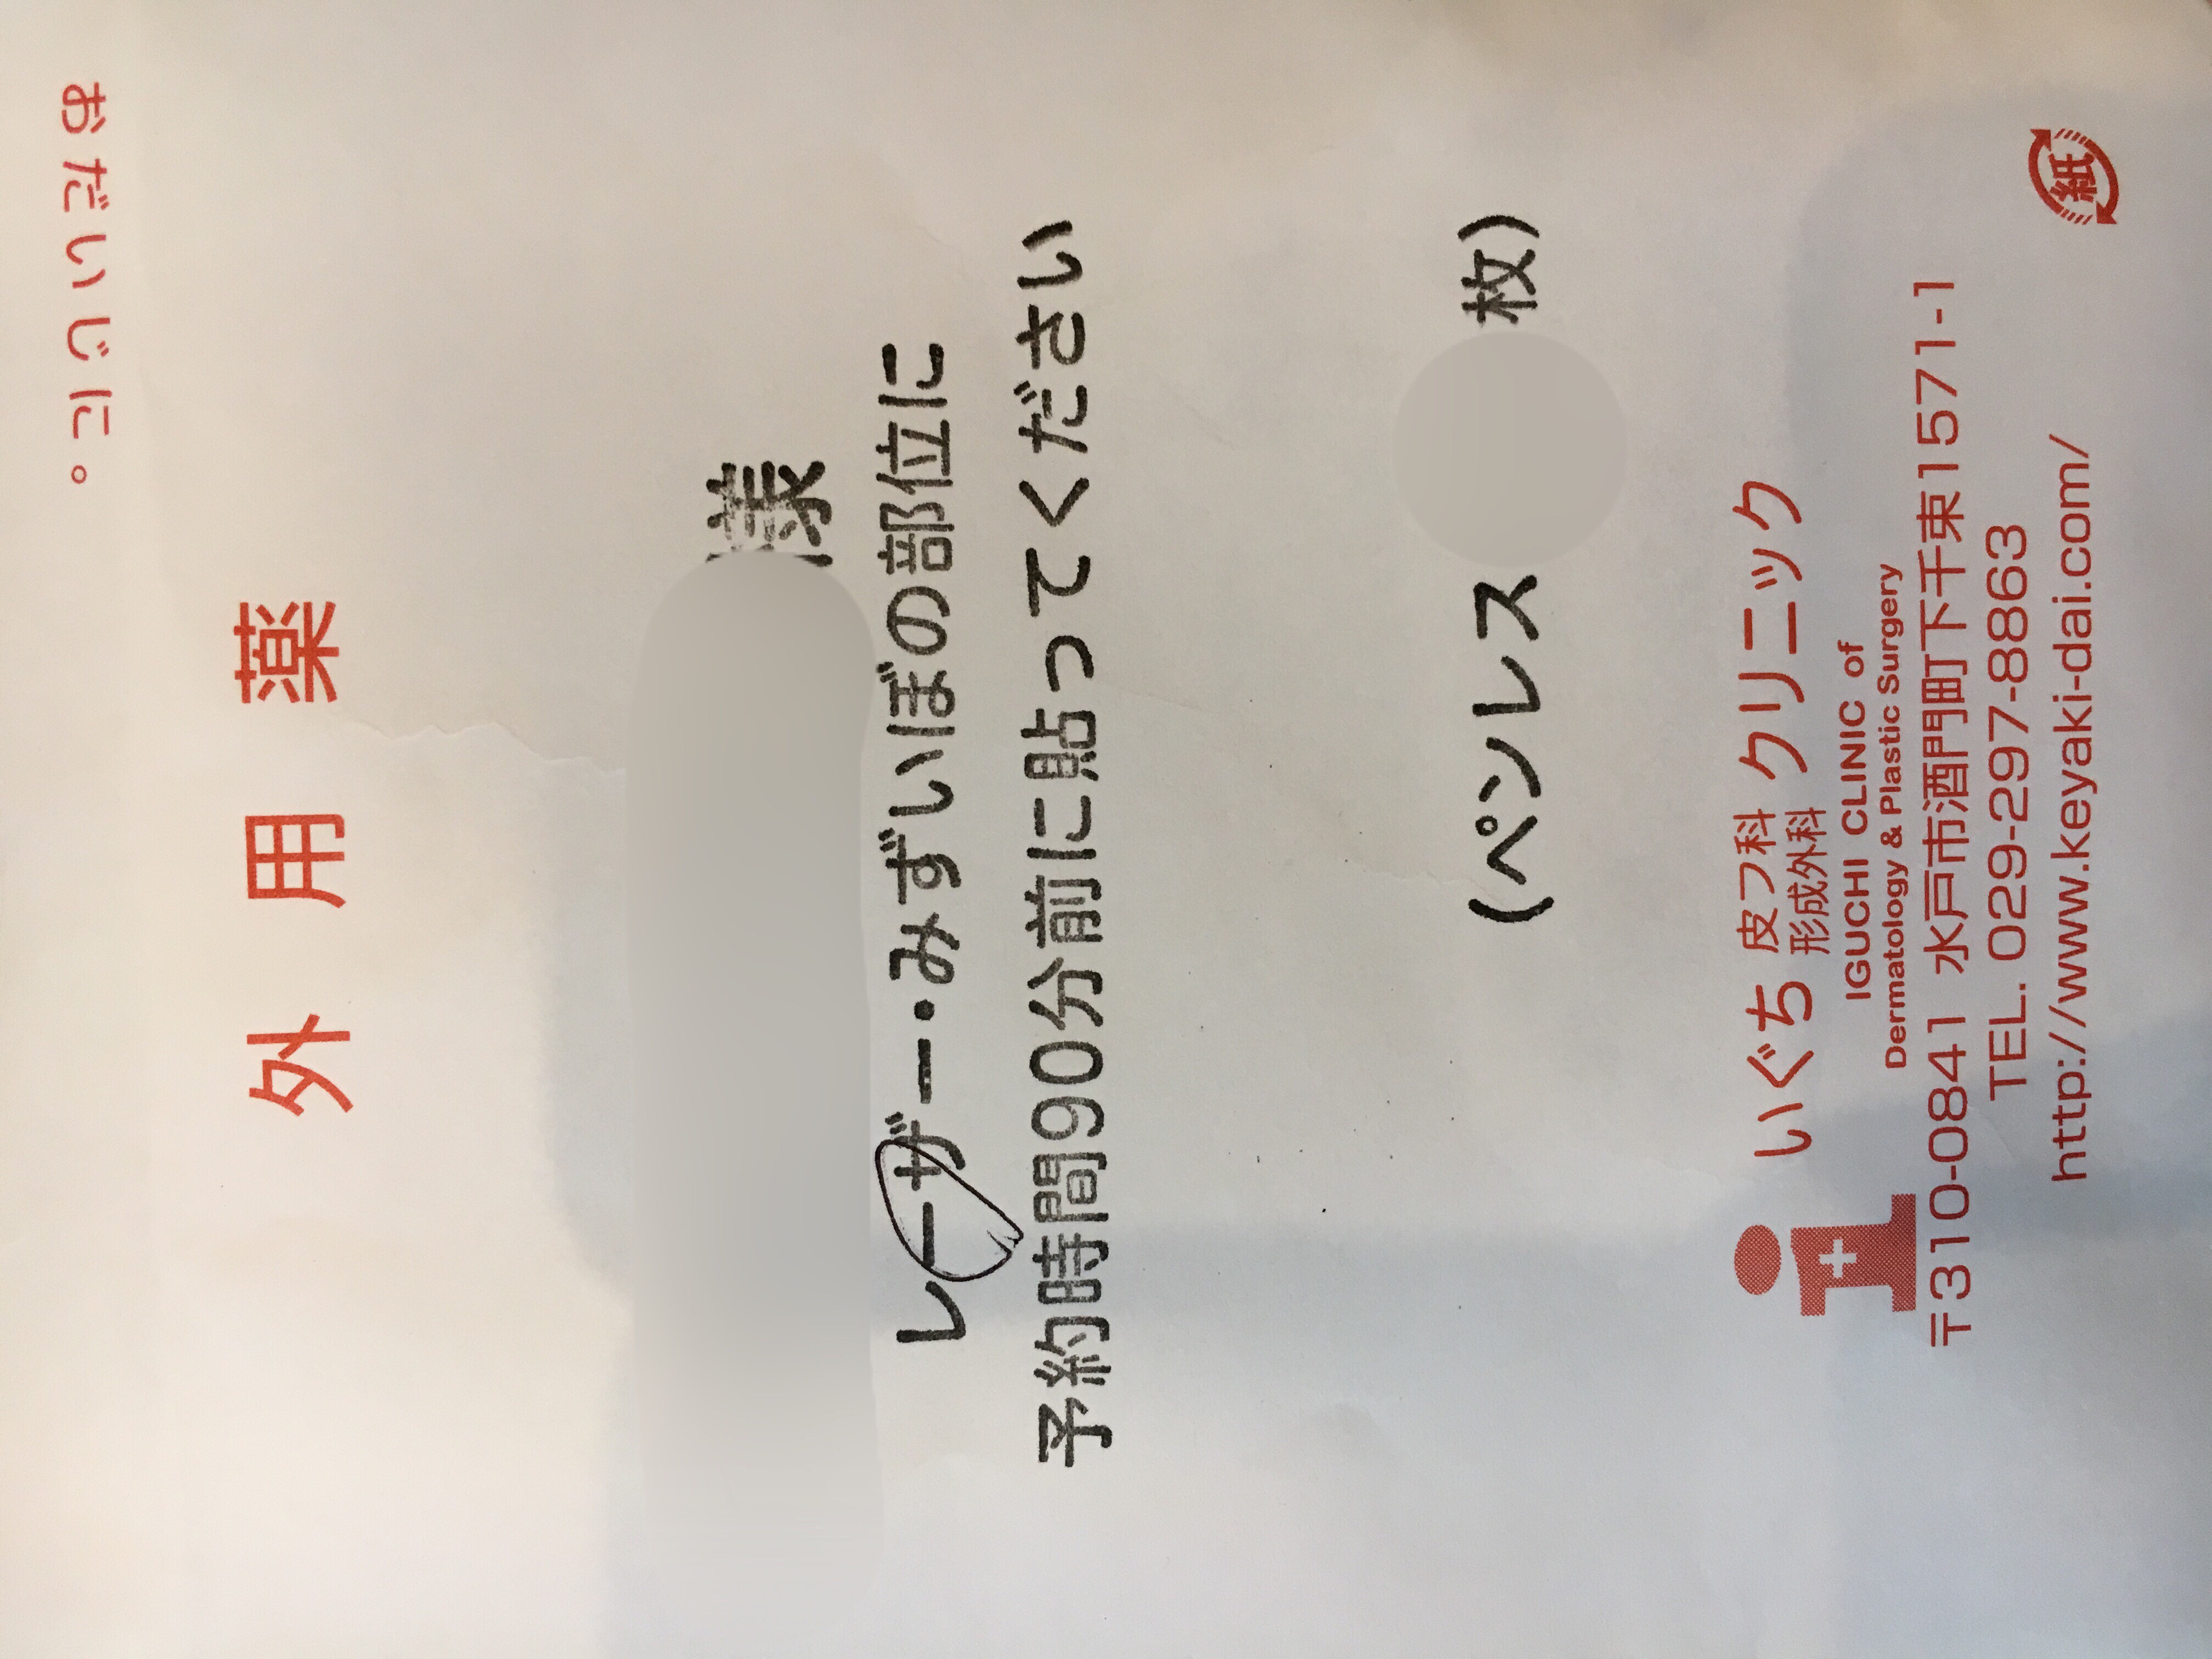 外用薬
様
レーザー・みずいぼの部位に
予約時間90分前に貼ってください
(ペンレス 枚)
いぐち 皮フ科 形成外科 クリニック
IGUCHI CLINIC of
Dermatology & Plastic Surgery
〒310-0841 水戸市酒門町下千束1571-1
TEL. 029-297-8863
http://www.keyaki-dai.com/
紙
おだいじに。